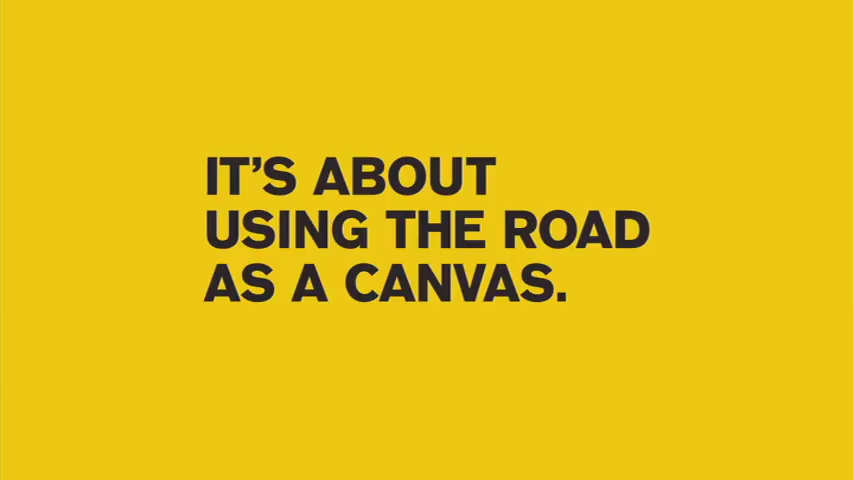 IT’S ABOUT
USING THE ROAD
AS A CANVAS.